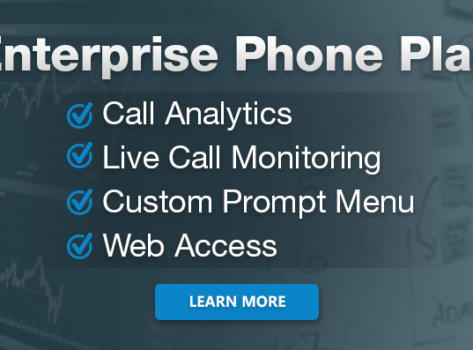 Enterprise Phone Pla
Call Analytics
Live Call Monitoring
Custom Prompt Menu
Web Access
LEARN MORE